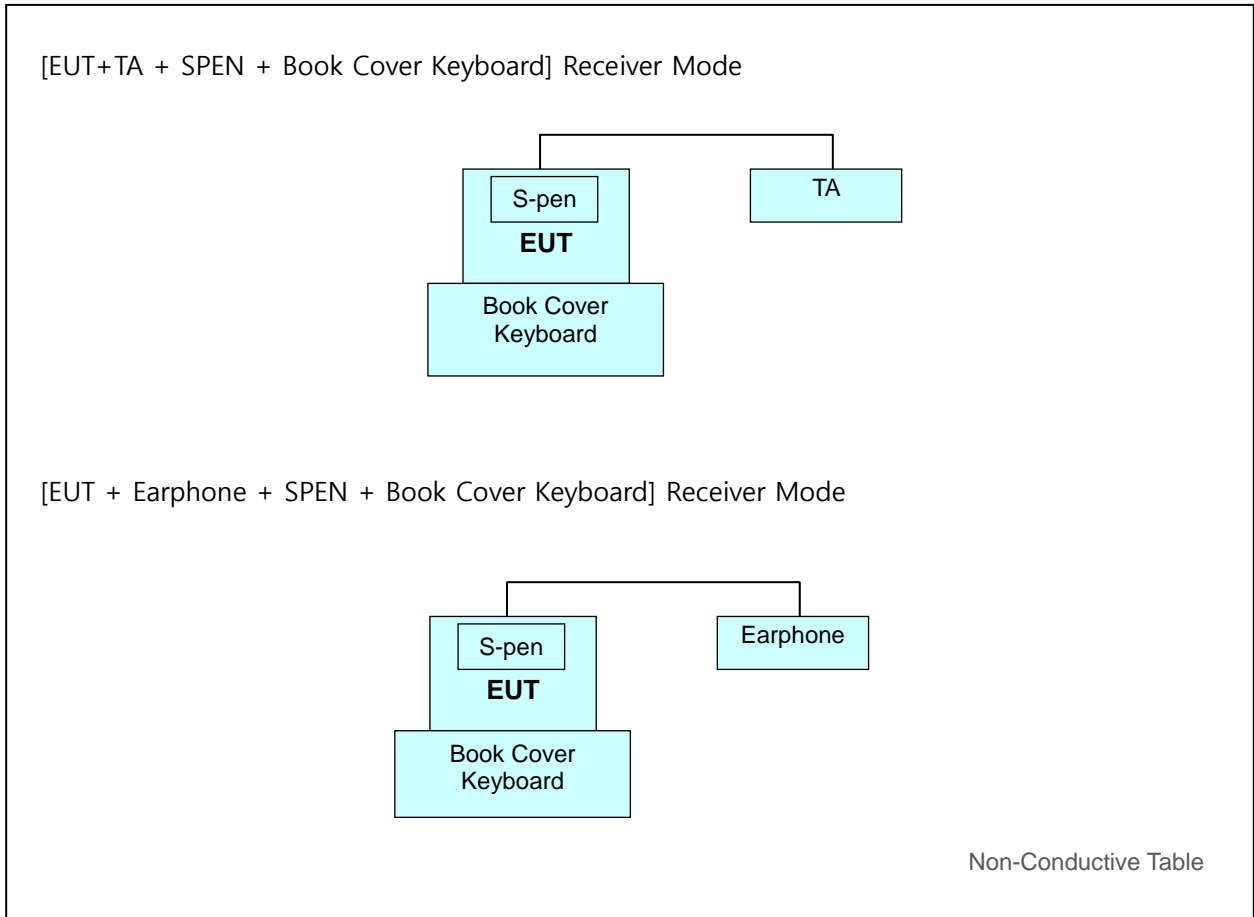 [EUT+TA + SPEN + Book Cover Keyboard] Receiver Mode
S-pen
EUT
TA
Book Cover
Keyboard
[EUT + Earphone + SPEN + Book Cover Keyboard] Receiver Mode
S-pen
EUT
Earphone
Book Cover
Keyboard
Non-Conductive Table